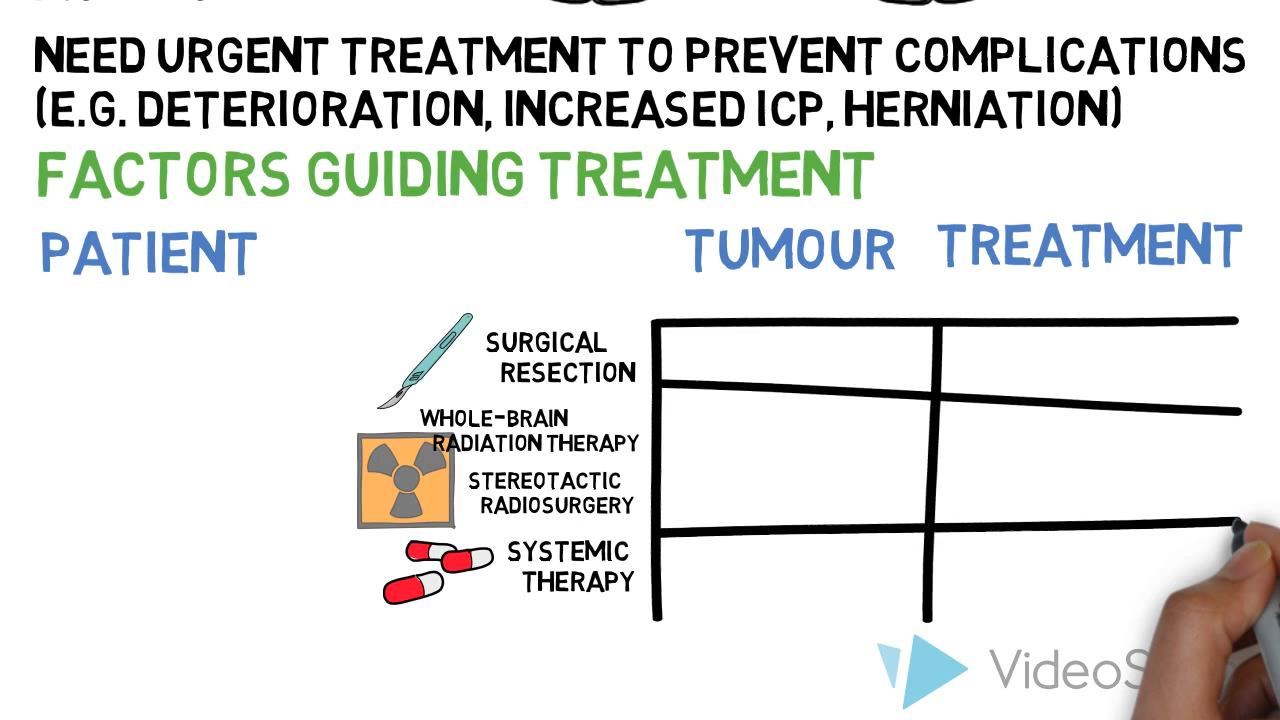 NEED URGENT TREATMENT TO PREVENT COMPLICATIONS
(E.G. DETERIORATION, INCREASED ICP, HERNIATION)
FACTORS GUIDING TREATMENT
PATIENT TUMOUR TREATMENT
SURGICAL
RESECTION
WHOLE-BRAIN
RADIATION THERAPY
STEREOTACTIC
RADIOSURGERY
SYSTEMIC
THERAPY
VideoS